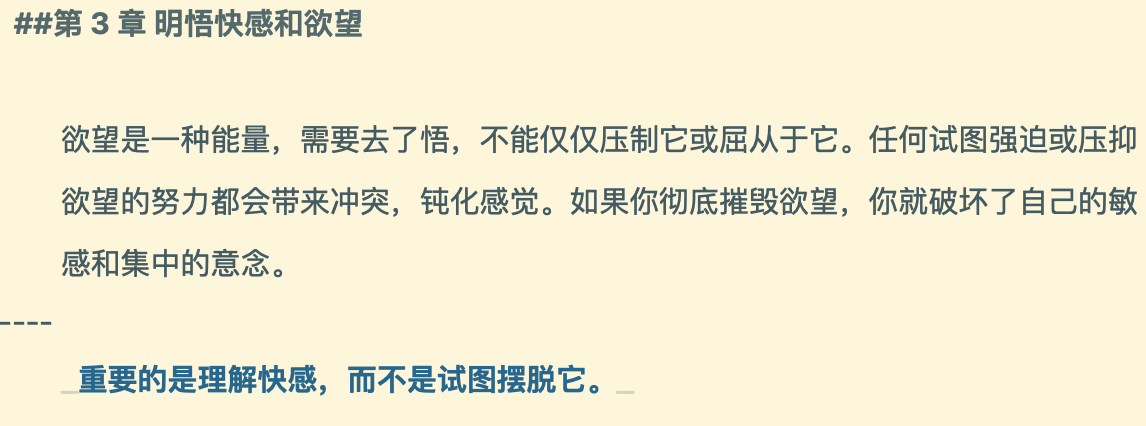 ##第 3 章 明悟快感和欲望
欲望是一种能量，需要去了悟，不能仅仅压制它或屈从于它。任何试图强迫或压抑
欲望的努力都会带来冲突，钝化感觉。如果你彻底摧毁欲望，你就破坏了自己的敏
感和集中的意念。
----
_重要的是理解快感，而不是试图摆脱它。_